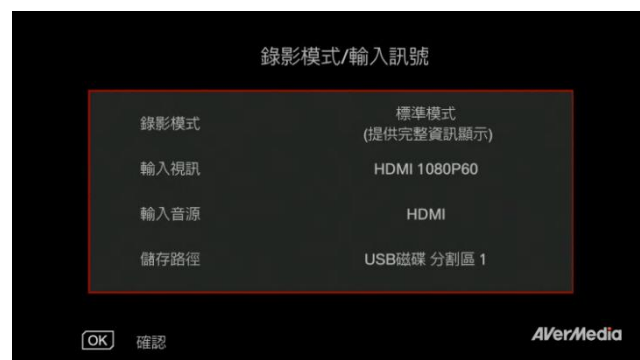 錄影模式/輸入訊號
錄影模式 標準模式
(提供完整資訊顯示)
輸入視訊 HDMI 1080P60
輸入音源 HDMI
儲存路徑 USB磁碟 分割區 1
OK 確認
AVerMedia